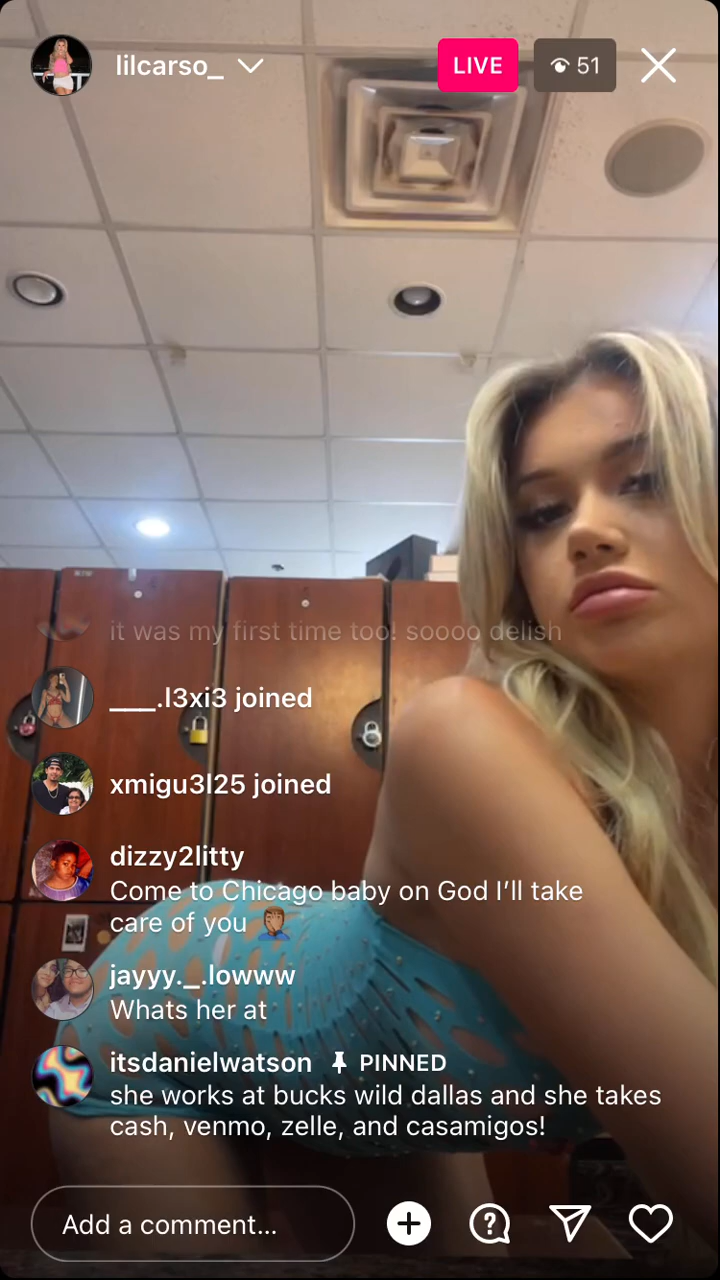 lilcarso_
LIVE
51
it was my first time too! soooo delish
___.l3xi3 joined
xmigu3l25 joined
dizzy2litty
Come to Chicago baby on God I’ll take
care of you 🤦🏽‍♂️
jayyy._.lowww
Whats her at
itsdanielwatson PINNED
she works at bucks wild dallas and she takes
cash, venmo, zelle, and casamigos!
Add a comment...